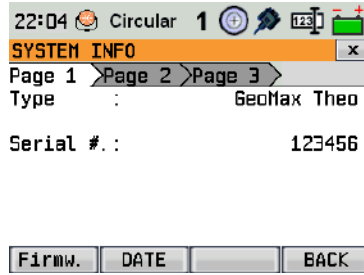 22:04 Circular 1 123
SYSTEM INFO x
Page 1 Page 2 Page 3
Type : GeoMax Theo
Serial #.: 123456
Firmw. DATE BACK